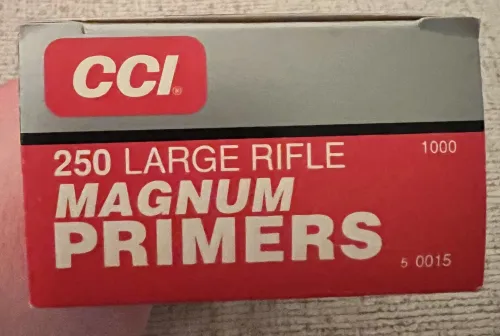 CCI
250 LARGE RIFLE 1000
MAGNUM
PRIMERS
5 0015